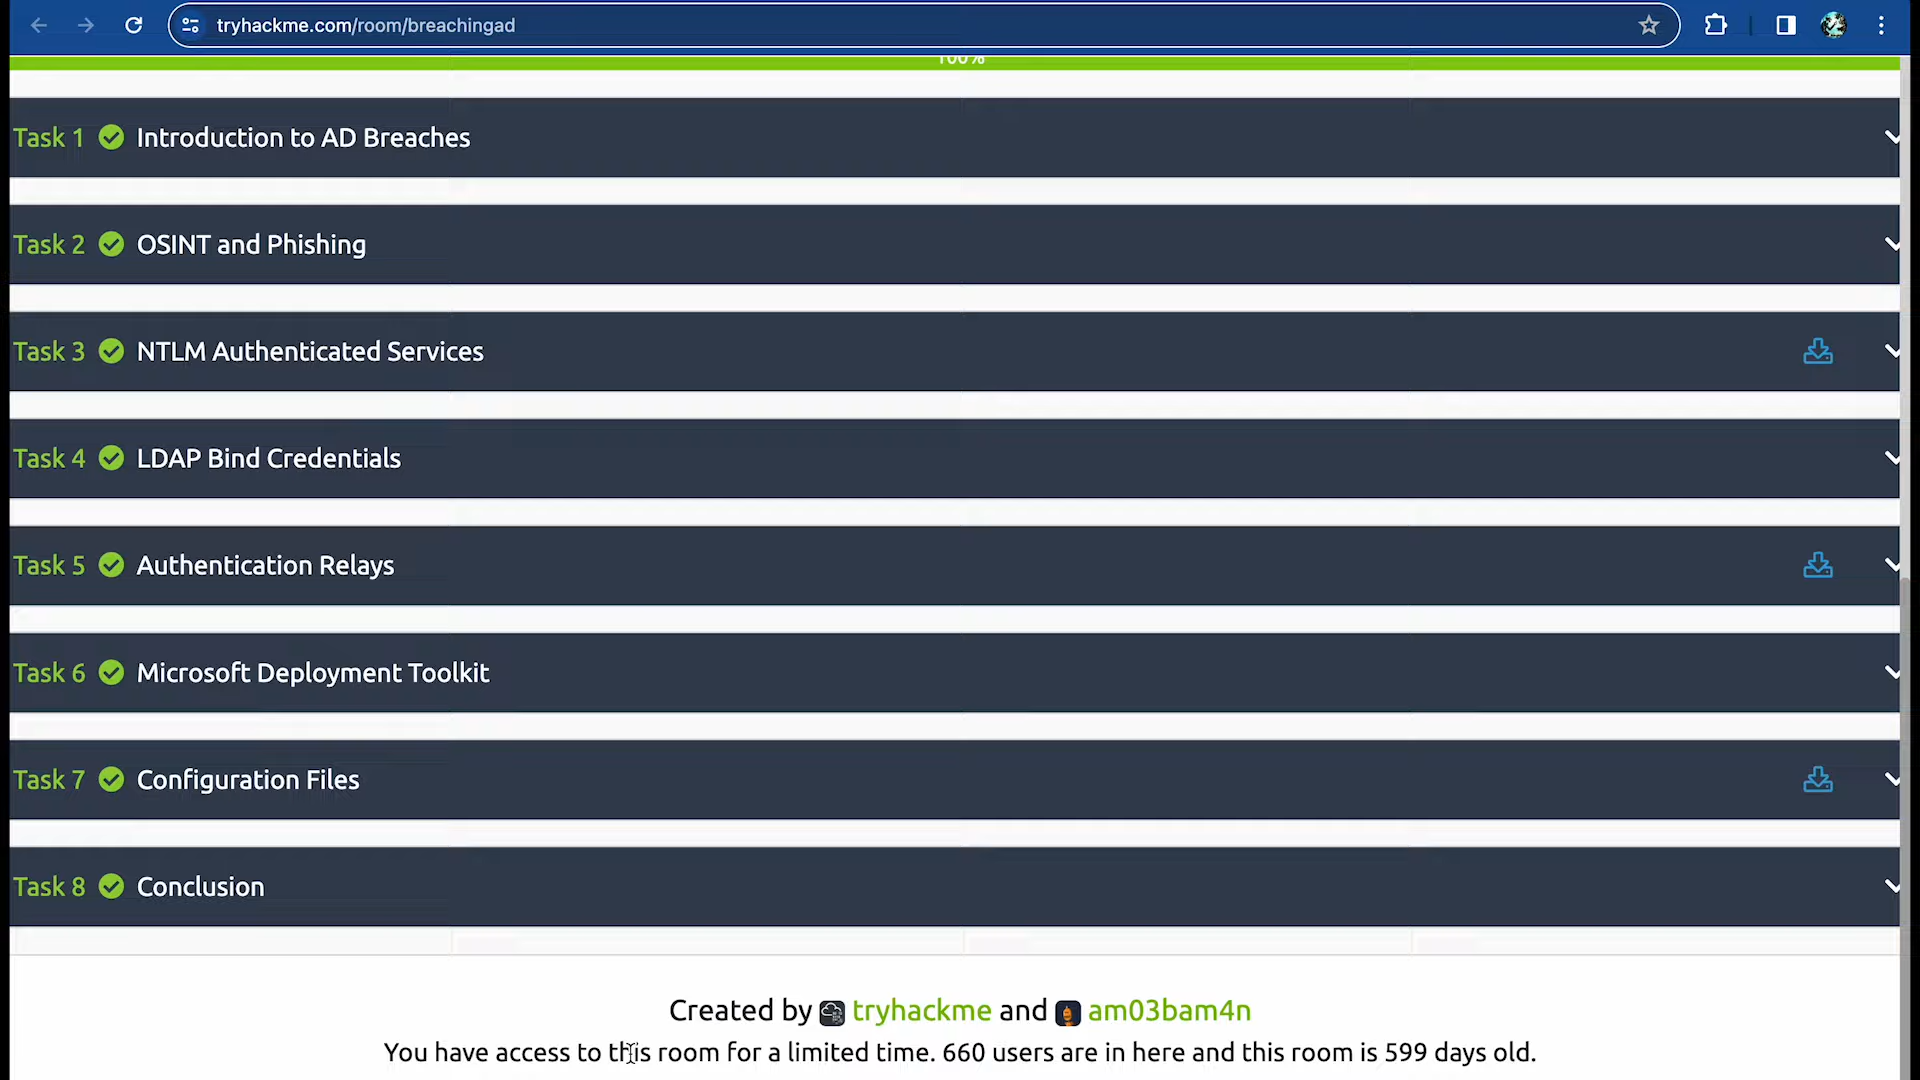 tryhackme.com/room/breachingad
100%
Task 1 Introduction to AD Breaches
Task 2 OSINT and Phishing
Task 3 NTLM Authenticated Services
Task 4 LDAP Bind Credentials
Task 5 Authentication Relays
Task 6 Microsoft Deployment Toolkit
Task 7 Configuration Files
Task 8 Conclusion
Created by tryhackme and am03bam4n
You have access to this room for a limited time. 660 users are in here and this room is 599 days old.